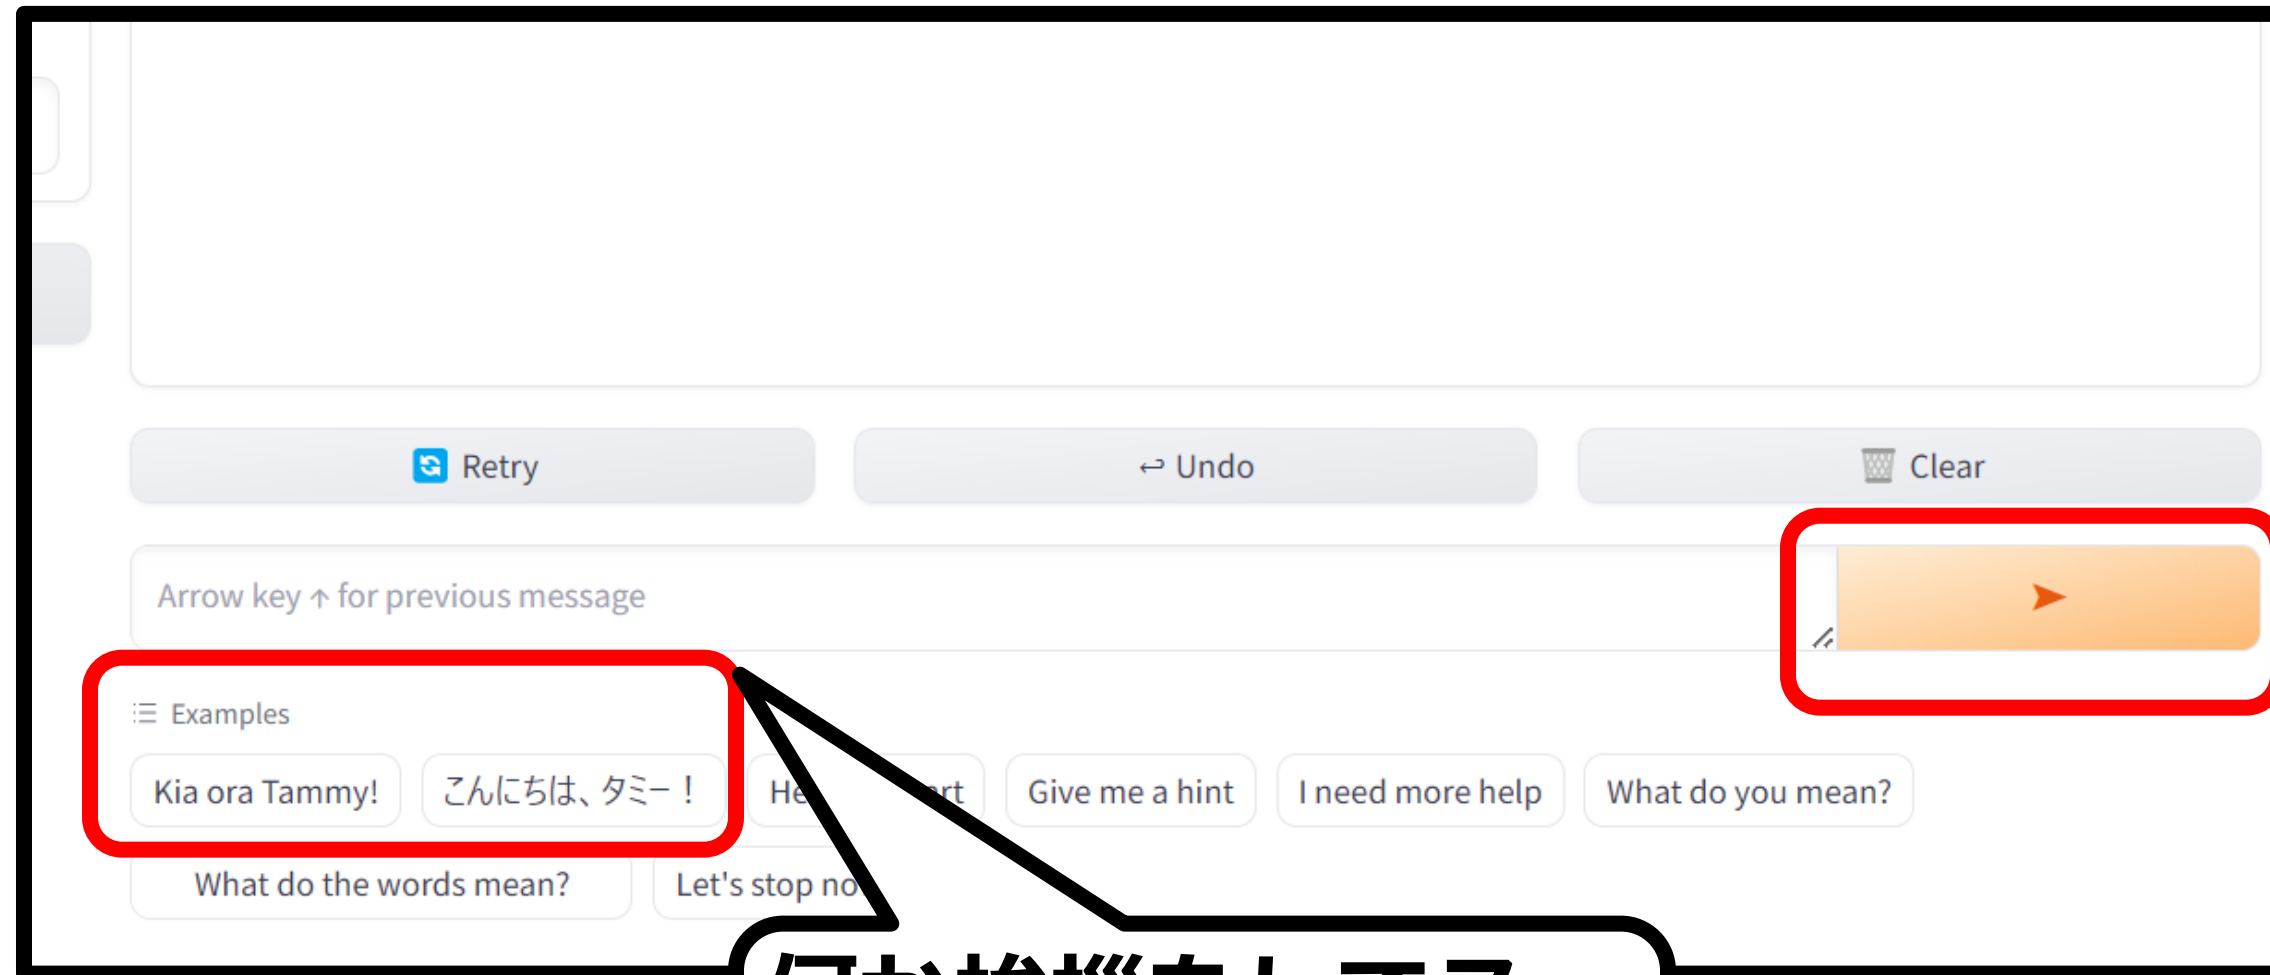 Retry
Undo
Clear
Arrow key ↑ for previous message
Examples
Kia ora Tammy!
こんにちは、タミー！
Give me a hint
I need more help
What do you mean?
What do the words mean?
Let's stop